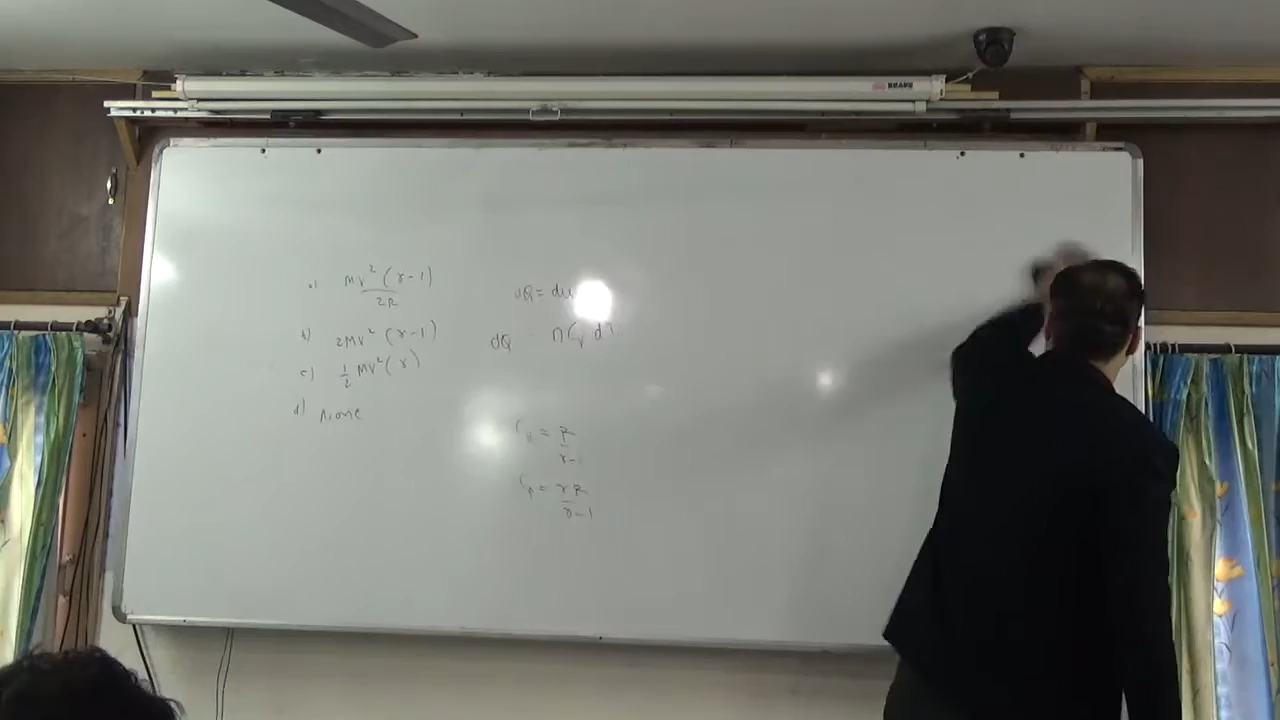 a) Mv² (γ-1)
2R
b) 2Mv² (γ-1)
c) 1/2 Mv² (γ)
d) None
dQ = du
dQ = nCv dT
Cv = R
γ-1
Cp = γR
γ-1